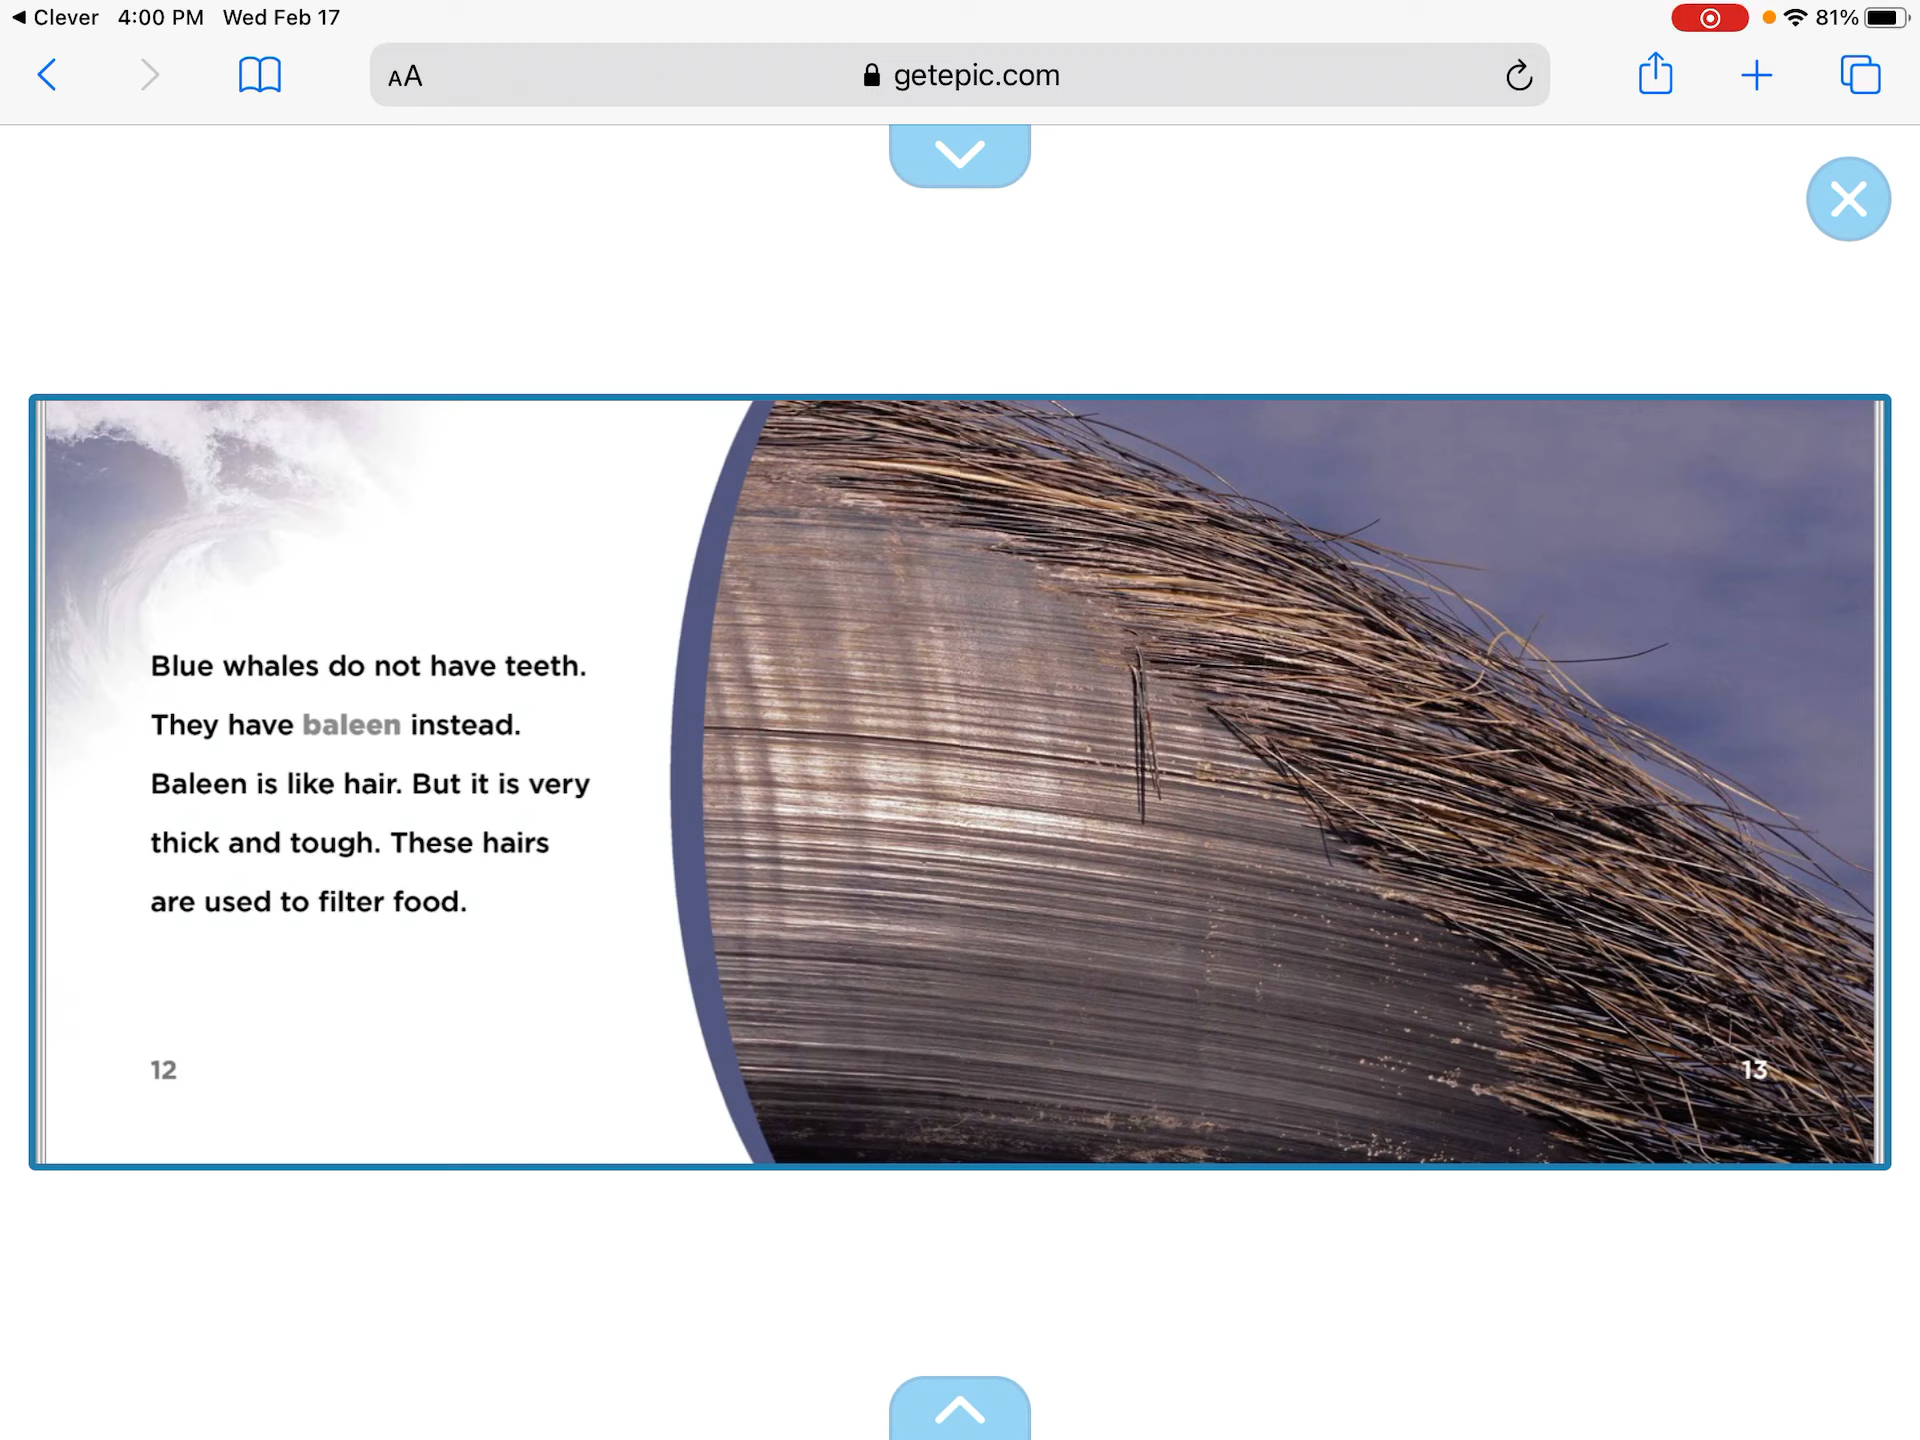 Clever 4:00 PM Wed Feb 17
81%
AA
getepic.com
Blue whales do not have teeth.
They have baleen instead.
Baleen is like hair. But it is very
thick and tough. These hairs
are used to filter food.
12
13